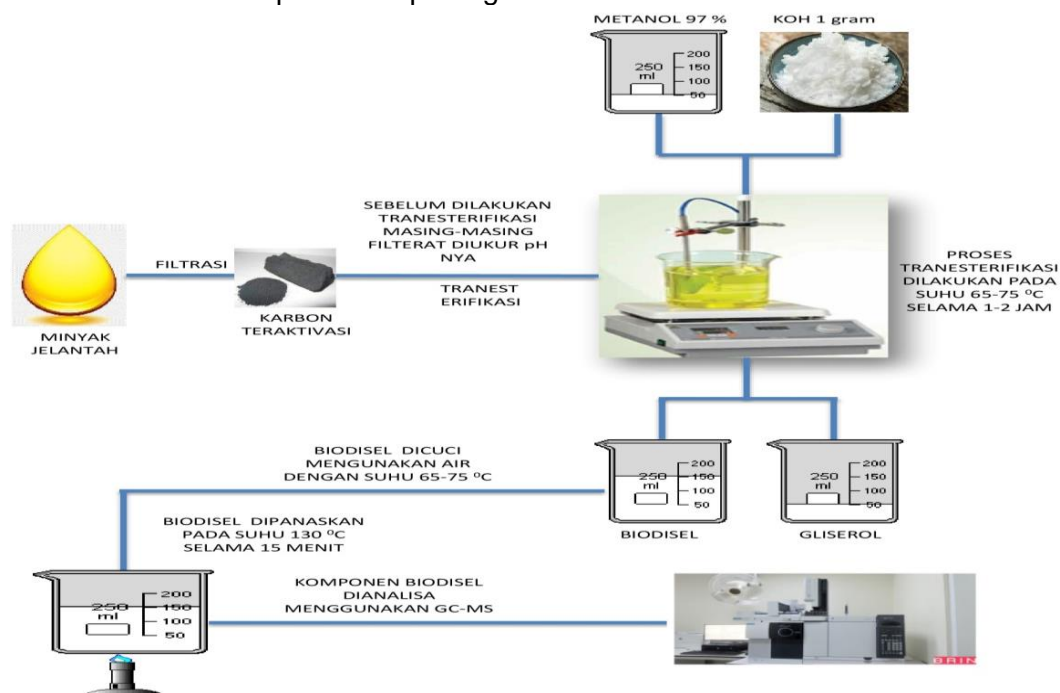 METANOL 97 %
KOH 1 gram
200
250
ml
150
100
50
SEBELUM DILAKUKAN
TRANESTERIFIKASI
MASING-MASING
FILTERAT DIUKUR pH
NYA
FILTRASI
TRANEST
ERIFIKASI
MINYAK
JELANTAH
KARBON
TERAKTIVASI
PROSES
TRANESTERIFIKASI
DILAKUKAN PADA
SUHU 65-75 ⁰C
SELAMA 1-2 JAM
BIODISEL DICUCI
MENGUNAKAN AIR
DENGAN SUHU 65-75 ⁰C
200
250
ml
150
100
50
BIODISEL
200
250
ml
150
100
50
GLISEROL
BIODISEL DIPANASKAN
PADA SUHU 130 ⁰C
SELAMA 15 MENIT
200
250
ml
150
100
50
KOMPONEN BIODISEL
DIANALISA
MENGGUNAKAN GC-MS
BRIN